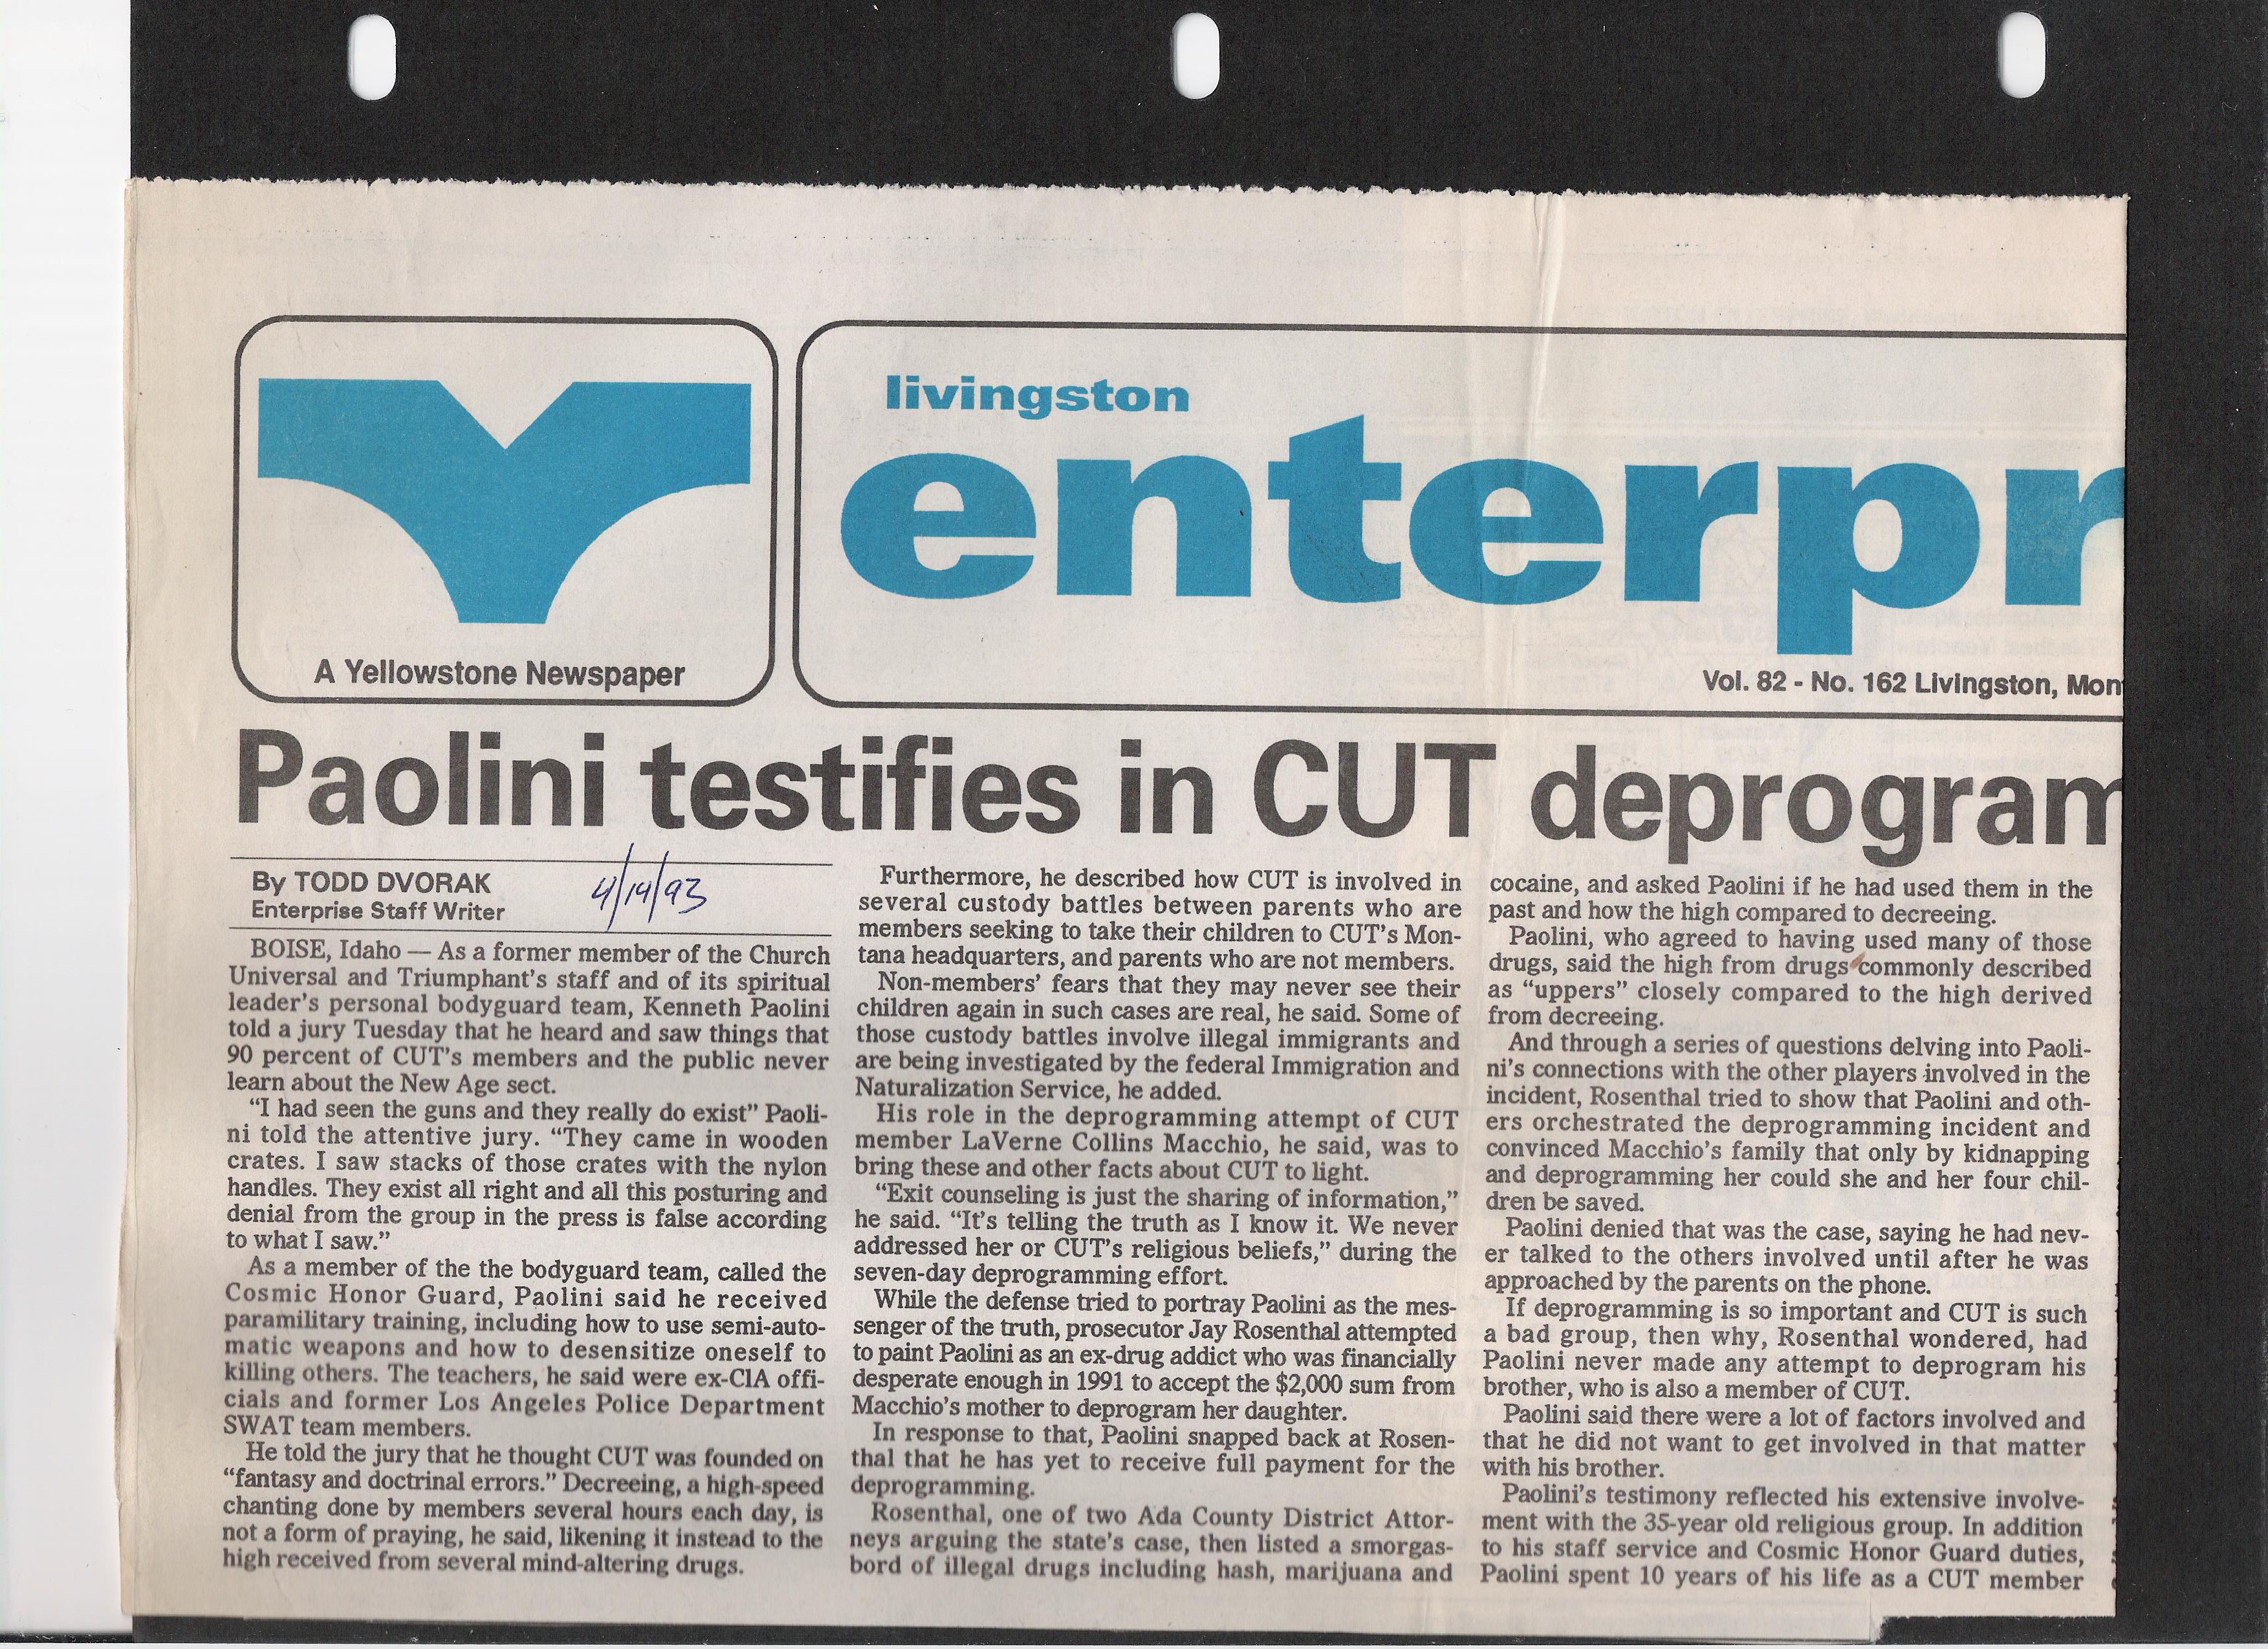 livingston
enterpr
A Yellowstone Newspaper
Vol. 82 - No. 162 Livingston, Mon
Paolini testifies in CUT deprogram
By TODD DVORAK
Enterprise Staff Writer
4/14/93
BOISE, Idaho — As a former member of the Church
Universal and Triumphant's staff and of its spiritual
leader's personal bodyguard team, Kenneth Paolini
told a jury Tuesday that he heard and saw things that
90 percent of CUT's members and the public never
learn about the New Age sect.
"I had seen the guns and they really do exist" Paoli-
ni told the attentive jury. "They came in wooden
crates. I saw stacks of those crates with the nylon
handles. They exist all right and all this posturing and
denial from the group in the press is false according
to what I saw."
As a member of the the bodyguard team, called the
Cosmic Honor Guard, Paolini said he received
paramilitary training, including how to use semi-auto-
matic weapons and how to desensitize oneself to
killing others. The teachers, he said were ex-CIA offi-
cials and former Los Angeles Police Department
SWAT team members.
He told the jury that he thought CUT was founded on
"fantasy and doctrinal errors." Decreeing, a high-speed
chanting done by members several hours each day, is
not a form of praying, he said, likening it instead to the
high received from several mind-altering drugs.
Furthermore, he described how CUT is involved in
several custody battles between parents who are
members seeking to take their children to CUT's Mon-
tana headquarters, and parents who are not members.
Non-members' fears that they may never see their
children again in such cases are real, he said. Some of
those custody battles involve illegal immigrants and
are being investigated by the federal Immigration and
Naturalization Service, he added.
His role in the deprogramming attempt of CUT
member LaVerne Collins Macchio, he said, was to
bring these and other facts about CUT to light.
"Exit counseling is just the sharing of information,"
he said. "It's telling the truth as I know it. We never
addressed her or CUT's religious beliefs," during the
seven-day deprogramming effort.
While the defense tried to portray Paolini as the mes-
senger of the truth, prosecutor Jay Rosenthal attempted
to paint Paolini as an ex-drug addict who was financially
desperate enough in 1991 to accept the $2,000 sum from
Macchio's mother to deprogram her daughter.
In response to that, Paolini snapped back at Rosen-
thal that he has yet to receive full payment for the
deprogramming.
Rosenthal, one of two Ada County District Attor-
neys arguing the state's case, then listed a smorgas-
bord of illegal drugs including hash, marijuana and
cocaine, and asked Paolini if he had used them in the
past and how the high compared to decreeing.
Paolini, who agreed to having used many of those
drugs, said the high from drugs commonly described
as "uppers" closely compared to the high derived
from decreeing.
And through a series of questions delving into Paoli-
ni's connections with the other players involved in the
incident, Rosenthal tried to show that Paolini and oth-
ers orchestrated the deprogramming incident and
convinced Macchio's family that only by kidnapping
and deprogramming her could she and her four chil-
dren be saved.
Paolini denied that was the case, saying he had nev-
er talked to the others involved until after he was
approached by the parents on the phone.
If deprogramming is so important and CUT is such
a bad group, then why, Rosenthal wondered, had
Paolini never made any attempt to deprogram his
brother, who is also a member of CUT.
Paolini said there were a lot of factors involved and
that he did not want to get involved in that matter
with his brother.
Paolini's testimony reflected his extensive involve-
ment with the 35-year old religious group. In addition
to his staff service and Cosmic Honor Guard duties,
Paolini spent 10 years of his life as a CUT member